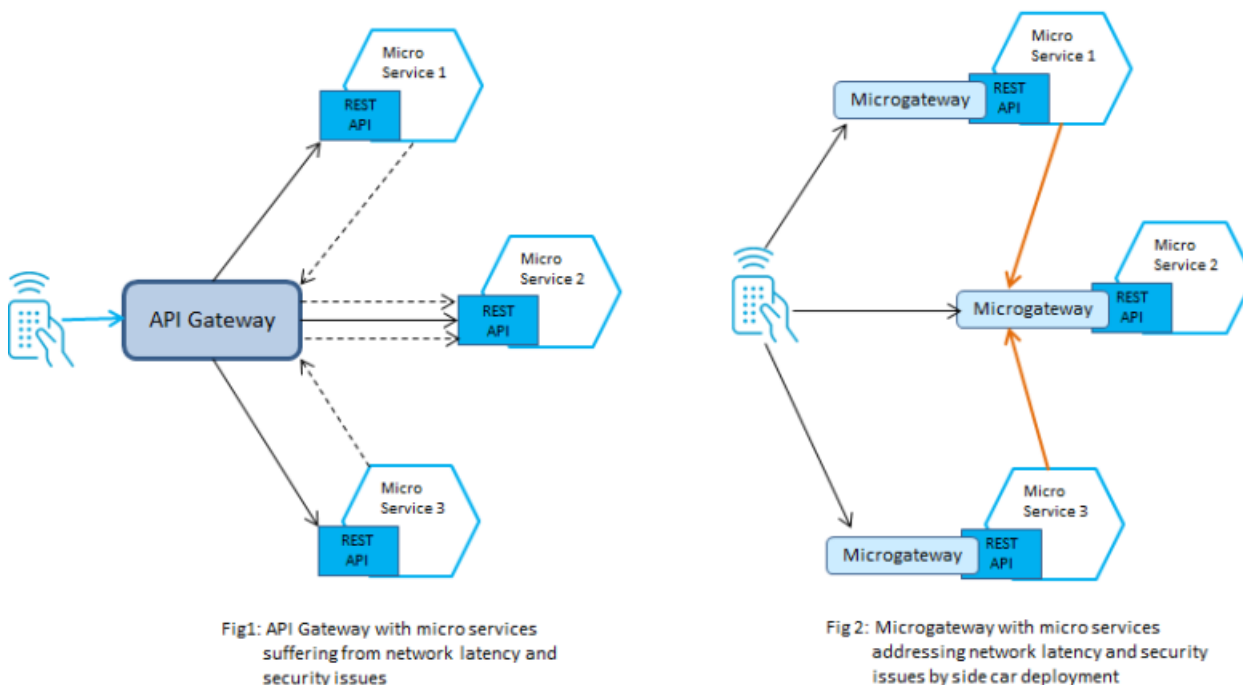 Micro
Service 1
REST
API
API Gateway
Micro
Service 2
REST
API
Micro
Service 3
REST
API
Fig1: API Gateway with micro services
suffering from network latency and
security issues
Micro
Service 1
Microgateway
REST
API
Micro
Service 2
Microgateway
REST
API
Micro
Service 3
Microgateway
REST
API
Fig 2: Microgateway with micro services
addressing network latency and security
issues by side car deployment